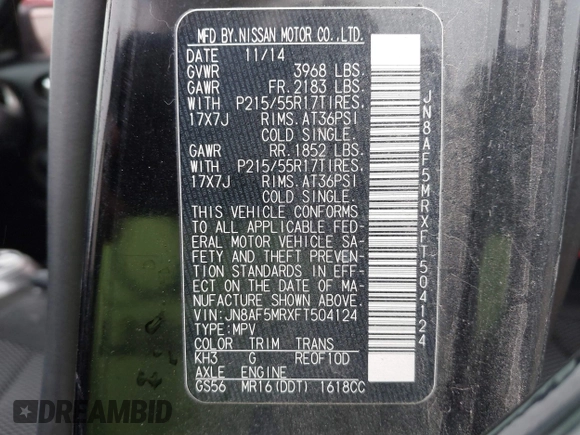 MFD BY. NISSAN MOTOR CO., LTD.
DATE 11/14
GVWR 3968 LBS.
GAWR FR. 2183 LBS.
WITH P215/55R17TIRES.
17X7J RIMS. AT36PSI
COLD SINGLE.
GAWR RR. 1852 LBS.
WITH P215/55R17TIRES.
17X7J RIMS. AT36PSI
COLD SINGLE.
THIS VEHICLE CONFORMS
TO ALL APPLICABLE FED-
ERAL MOTOR VEHICLE SA-
FETY AND THEFT PREVEN-
TION STANDARDS IN EFF-
ECT ON THE DATE OF MA-
NUFACTURE SHOWN ABOVE.
VIN: JN8AF5MRXFT504124
TYPE: MPV
COLOR TRIM TRANS
KH3 G RE0F10D
AXLE ENGINE
GS56 MR16(DDT) 1618CC
JN8AF5MRXFT504124
DREAMBID